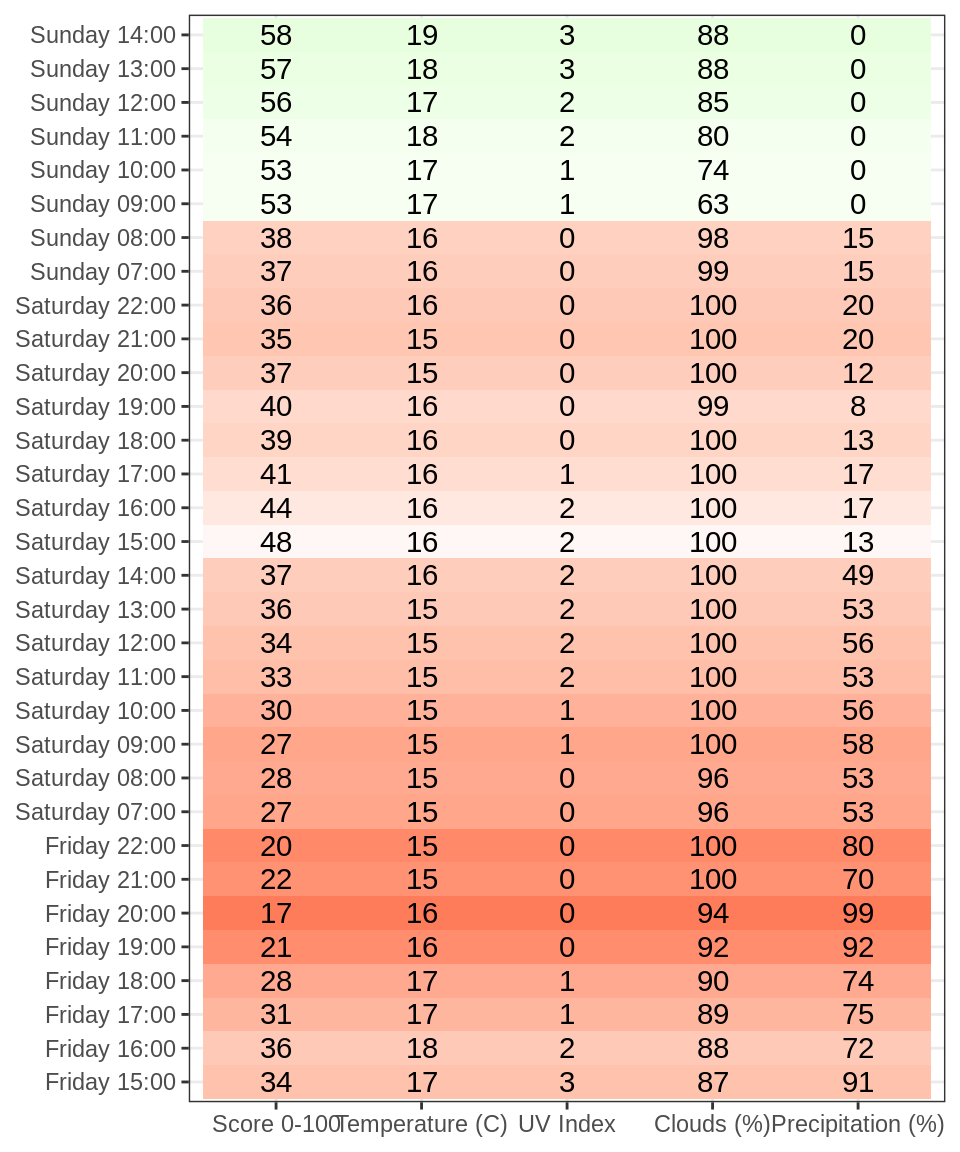 Sunday 14:00 58 19 3 88 0
Sunday 13:00 57 18 3 88 0
Sunday 12:00 56 17 2 85 0
Sunday 11:00 54 18 2 80 0
Sunday 10:00 53 17 1 74 0
Sunday 09:00 53 17 1 63 0
Sunday 08:00 38 16 0 98 15
Sunday 07:00 37 16 0 99 15
Saturday 22:00 36 16 0 100 20
Saturday 21:00 35 15 0 100 20
Saturday 20:00 37 15 0 100 12
Saturday 19:00 40 16 0 99 8
Saturday 18:00 39 16 0 100 13
Saturday 17:00 41 16 1 100 17
Saturday 16:00 44 16 2 100 17
Saturday 15:00 48 16 2 100 13
Saturday 14:00 37 16 2 100 49
Saturday 13:00 36 15 2 100 53
Saturday 12:00 34 15 2 100 56
Saturday 11:00 33 15 2 100 53
Saturday 10:00 30 15 1 100 56
Saturday 09:00 27 15 1 100 58
Saturday 08:00 28 15 0 96 53
Saturday 07:00 27 15 0 96 53
Friday 22:00 20 15 0 100 80
Friday 21:00 22 15 0 100 70
Friday 20:00 17 16 0 94 99
Friday 19:00 21 16 0 92 92
Friday 18:00 28 17 1 90 74
Friday 17:00 31 17 1 89 75
Friday 16:00 36 18 2 88 72
Friday 15:00 34 17 3 87 91
Score 0-100 Temperature (C) UV Index Clouds (%) Precipitation (%)